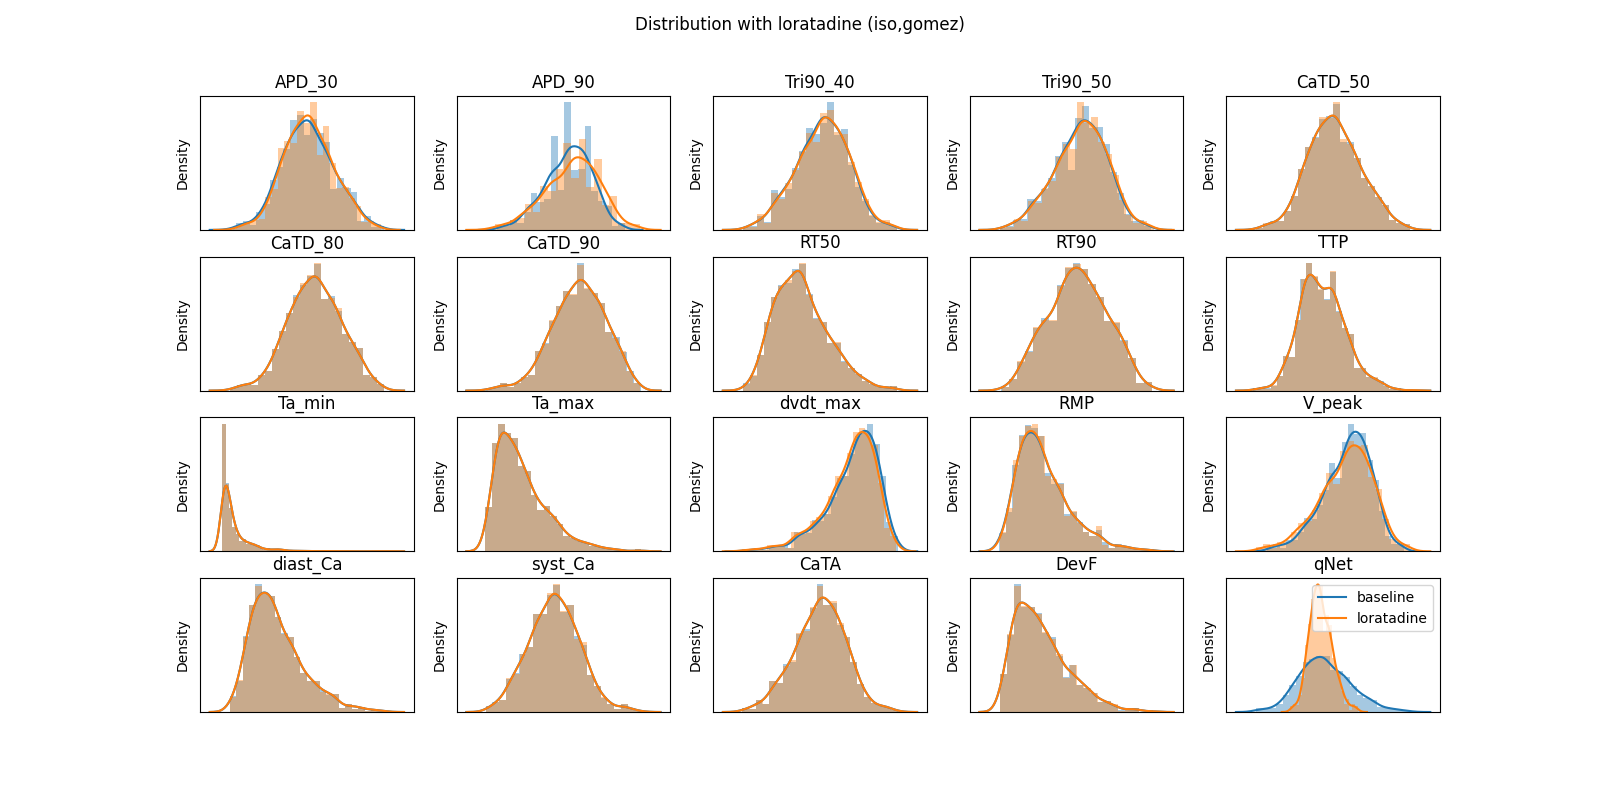 Distribution with loratadine (iso,gomez)
APD_30
APD_90
Tri90_40
Tri90_50
CaTD_50
Density
Density
Density
Density
Density
CaTD_80
CaTD_90
RT50
RT90
TTP
Density
Density
Density
Density
Density
Ta_min
Ta_max
dvdt_max
RMP
V_peak
Density
Density
Density
Density
Density
diast_Ca
syst_Ca
CaTA
DevF
qNet
Density
Density
Density
Density
Density
baseline
loratadine